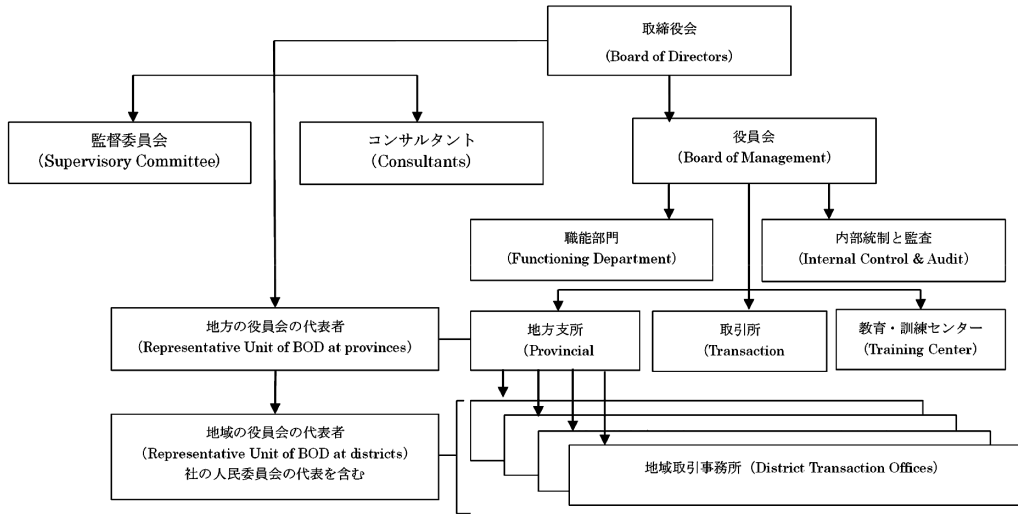 取締役会
(Board of Directors)
監督委員会
(Supervisory Committee)
コンサルタント
(Consultants)
役員会
(Board of Management)
職能部門
(Functioning Department)
内部統制と監査
(Internal Control & Audit)
地方の役員会の代表者
(Representative Unit of BOD at provinces)
地方支所
(Provincial
取引所
(Transaction
教育・訓練センター
(Training Center)
地域の役員会の代表者
(Representative Unit of BOD at districts)
社の人民委員会の代表を含む
地域取引事務所 (District Transaction Offices)